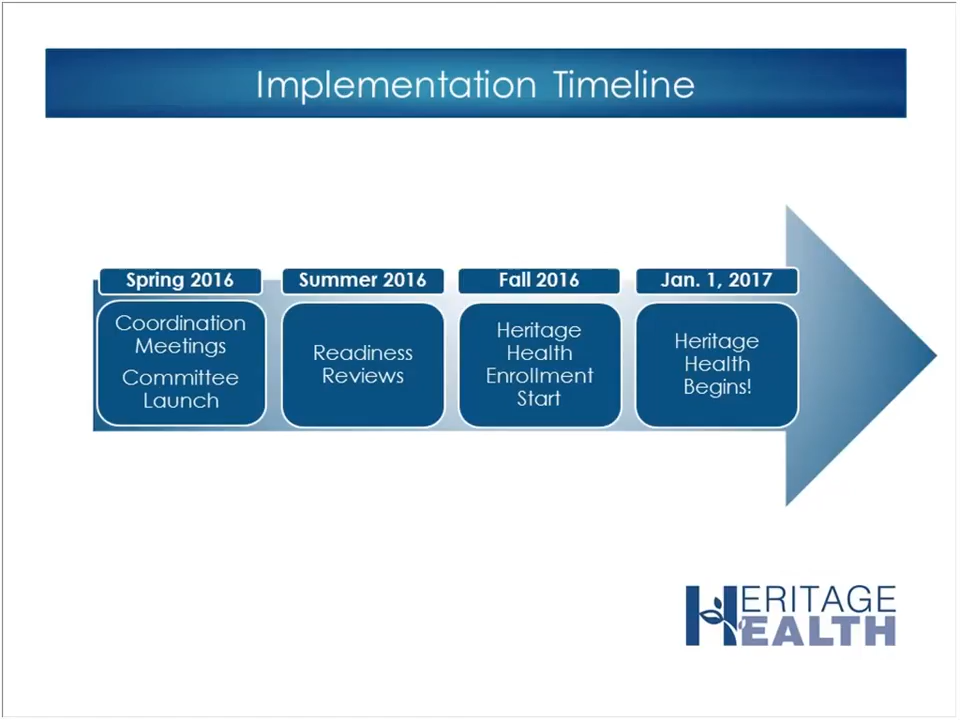 Implementation Timeline
Spring 2016
Coordination
Meetings
Committee
Launch
Summer 2016
Readiness
Reviews
Fall 2016
Heritage
Health
Enrollment
Start
Jan. 1, 2017
Heritage
Health
Begins!
HERITAGE
HEALTH